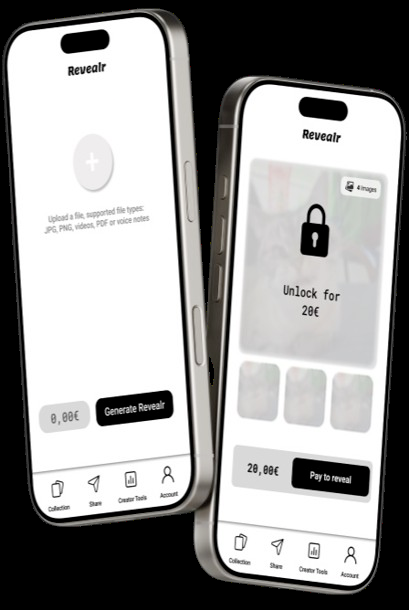 Revealr
Upload a file, supported file types:
JPG, PNG, videos, PDF or voice notes
0,00€
Generate Revealr
Collection
Share
Creator Tools
Account
Revealr
4 images
Unlock for
20€
20,00€
Pay to reveal
Collection
Share
Creator Tools
Account